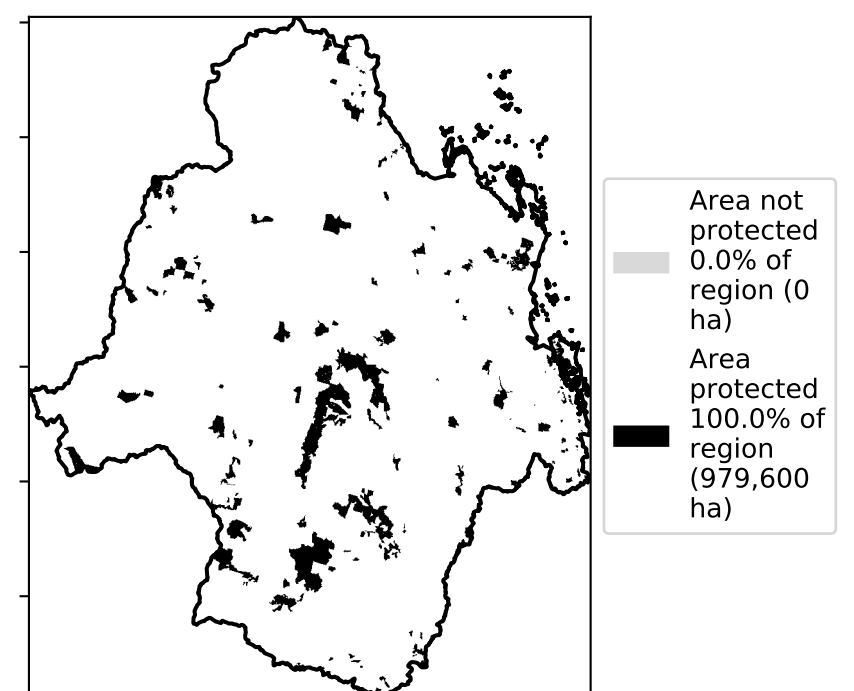 Area not
protected
0.0% of
region (0
ha)
Area
protected
100.0% of
region
(979,600
ha)